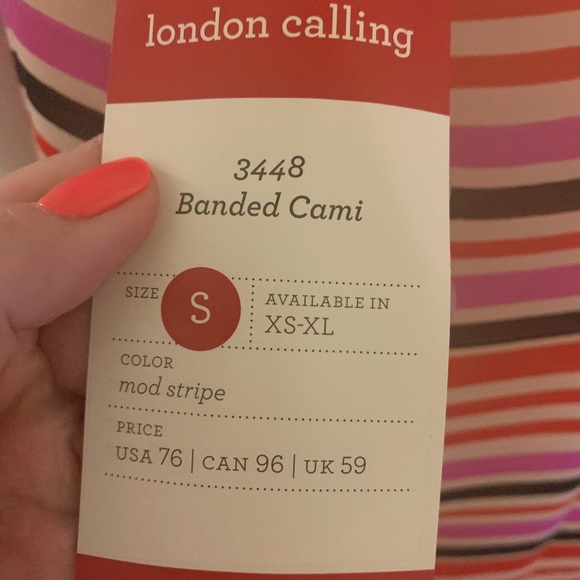 london calling
3448
Banded Cami
SIZE S
AVAILABLE IN
XS-XL
COLOR
mod stripe
PRICE
USA 76 | CAN 96 | UK 59